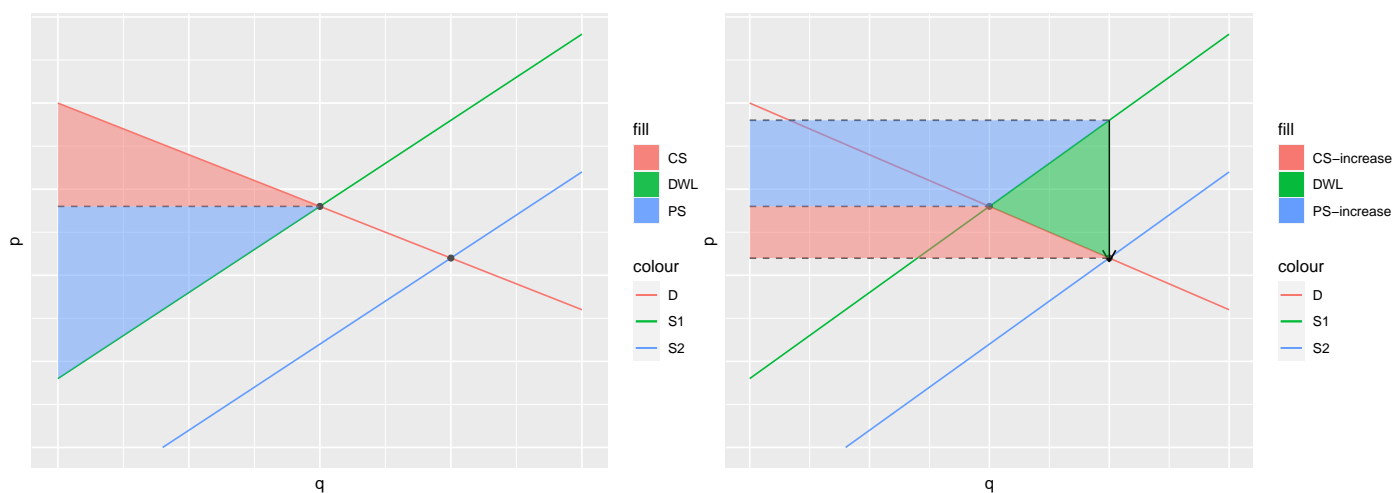 p
q
fill
CS
DWL
PS
colour
D
S1
S2
p
q
fill
CS−increase
DWL
PS−increase
colour
D
S1
S2